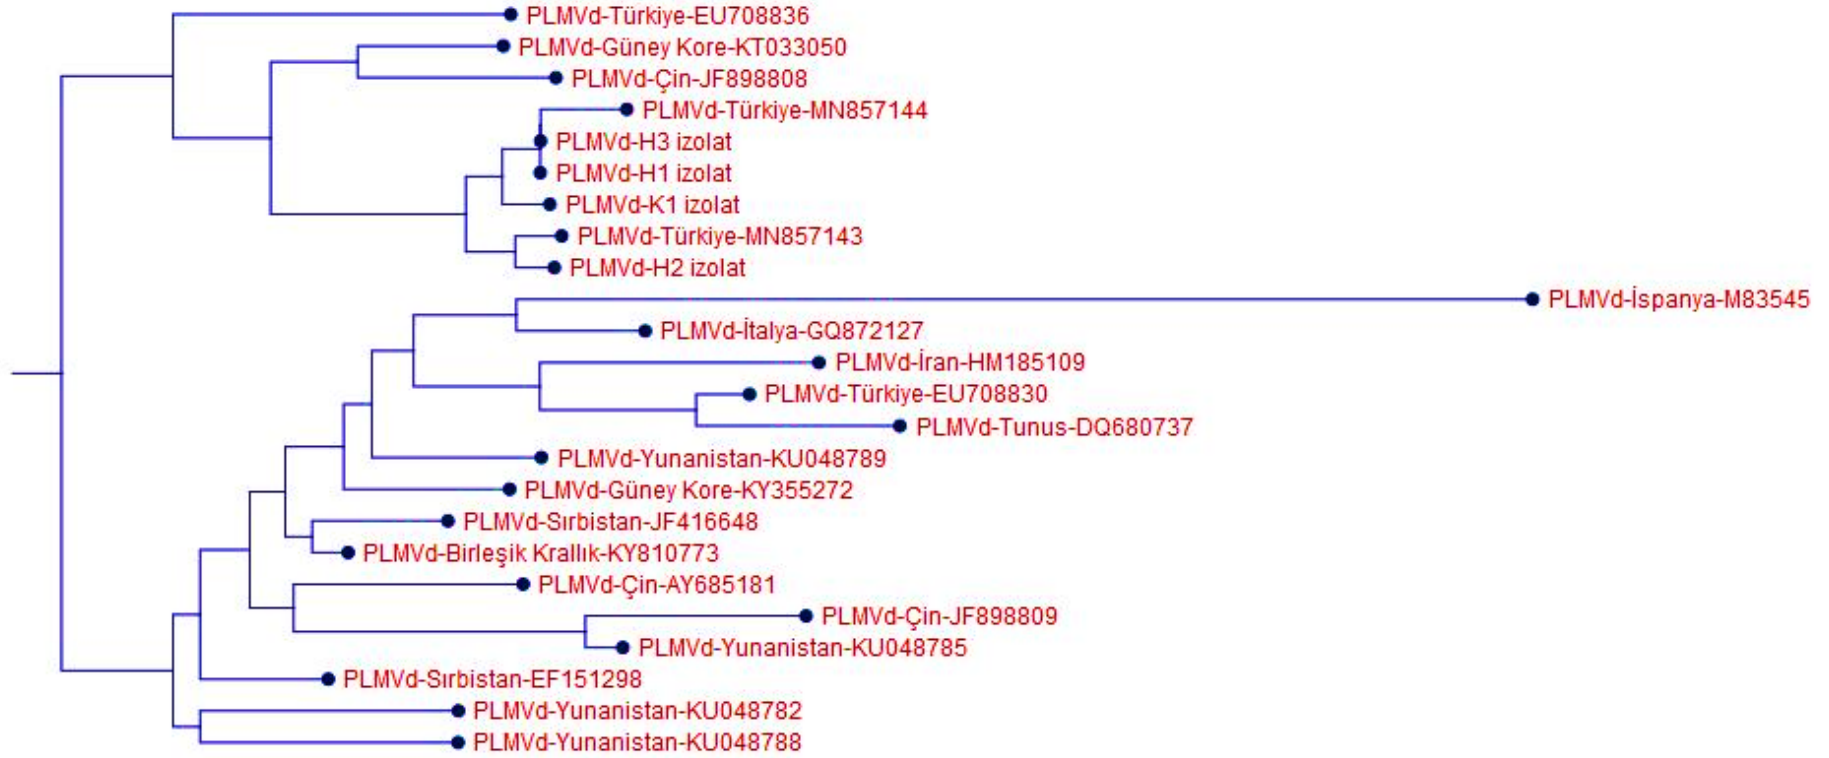 PLMVd-Türkiye-EU708836
PLMVd-Güney Kore-KT033050
PLMVd-Çin-JF898808
PLMVd-Türkiye-MN857144
PLMVd-H3 izolat
PLMVd-H1 izolat
PLMVd-K1 izolat
PLMVd-Türkiye-MN857143
PLMVd-H2 izolat
PLMVd-İspanya-M83545
PLMVd-İtalya-GQ872127
PLMVd-İran-HM185109
PLMVd-Türkiye-EU708830
PLMVd-Tunus-DQ680737
PLMVd-Yunanistan-KU048789
PLMVd-Güney Kore-KY355272
PLMVd-Sırbistan-JF416648
PLMVd-Birleşik Krallık-KY810773
PLMVd-Çin-AY685181
PLMVd-Çin-JF898809
PLMVd-Yunanistan-KU048785
PLMVd-Sırbistan-EF151298
PLMVd-Yunanistan-KU048782
PLMVd-Yunanistan-KU048788